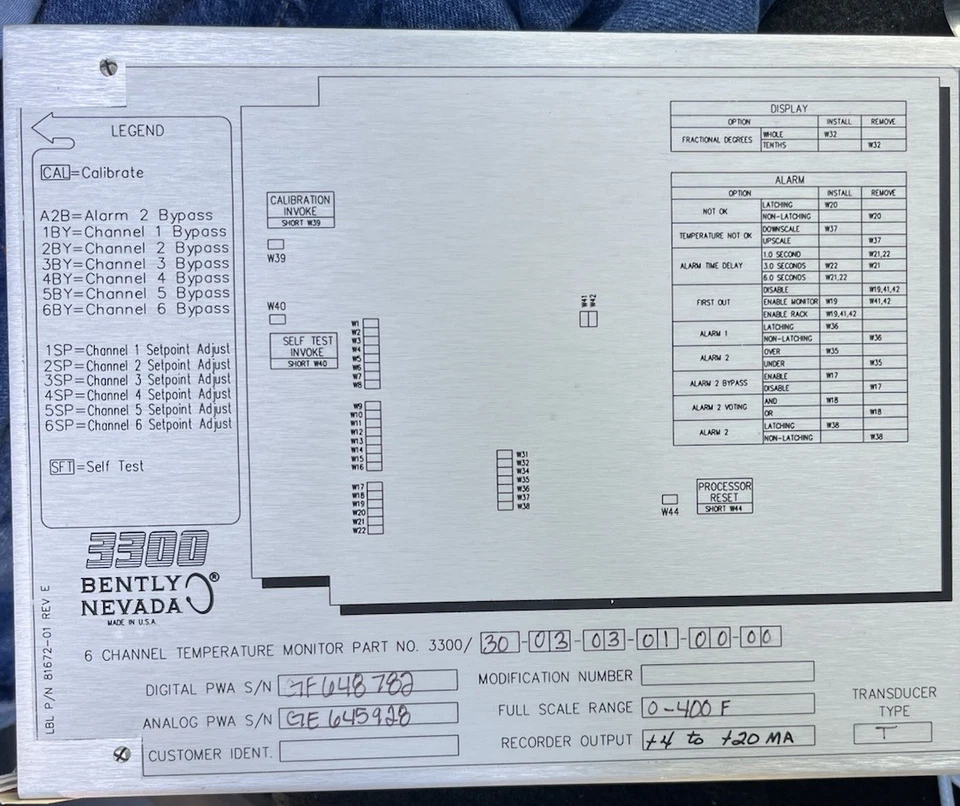 LEGEND
CAL=Calibrate
A2B=Alarm 2 Bypass
1BY=Channel 1 Bypass
2BY=Channel 2 Bypass
3BY=Channel 3 Bypass
4BY=Channel 4 Bypass
5BY=Channel 5 Bypass
6BY=Channel 6 Bypass
1SP=Channel 1 Setpoint Adjust
2SP=Channel 2 Setpoint Adjust
3SP=Channel 3 Setpoint Adjust
4SP=Channel 4 Setpoint Adjust
5SP=Channel 5 Setpoint Adjust
6SP=Channel 6 Setpoint Adjust
SFT=Self Test
3300
BENTLY
NEVADA®
MADE IN U.S.A.
LBL P/N 81672-01 REV E
CALIBRATION
INVOKE
SHORT W39
W39
W40
SELF TEST
INVOKE
SHORT W40
W1
W2
W3
W4
W5
W6
W7
W8
W9
W10
W11
W12
W13
W14
W15
W16
W17
W18
W19
W20
W21
W22
W41
W42
W31
W32
W34
W35
W36
W37
W38
W44
PROCESSOR
RESET
SHORT W44
DISPLAY
OPTION INSTALL REMOVE
FRACTIONAL DEGREES WHOLE W32
TENTHS W32
ALARM
OPTION INSTALL REMOVE
NOT OK LATCHING W20
NON-LATCHING W20
TEMPERATURE NOT OK DOWNSCALE W37
UPSCALE W37
ALARM TIME DELAY 1.0 SECOND W21,22
3.0 SECONDS W22 W21
6.0 SECONDS W21,22
FIRST OUT DISABLE W19,41,42
ENABLE MONITOR W19 W41,42
ENABLE RACK W19,41,42
ALARM 1 LATCHING W36
NON-LATCHING W36
ALARM 2 OVER W35
UNDER W35
ALARM 2 BYPASS ENABLE W17
DISABLE W17
ALARM 2 VOTING AND W18
OR W18
ALARM 2 LATCHING W38
NON-LATCHING W38
6 CHANNEL TEMPERATURE MONITOR PART NO. 3300/ 30-03-03-01-00-00
DIGITAL PWA S/N GF648782
ANALOG PWA S/N GE645928
CUSTOMER IDENT.
MODIFICATION NUMBER
FULL SCALE RANGE 0-400 F
RECORDER OUTPUT +4 to +20 MA
TRANSDUCER
TYPE
T